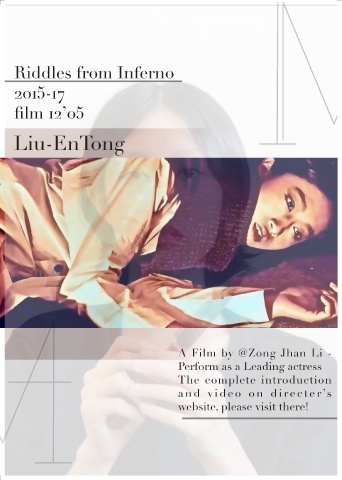 Riddles from Inferno
2015-17
film 12'05
Liu-EnTong
A Film by @Zong Jhan Li -
Perform as a Leading actress
The complete introduction
and video on directer's
website, please visit there!